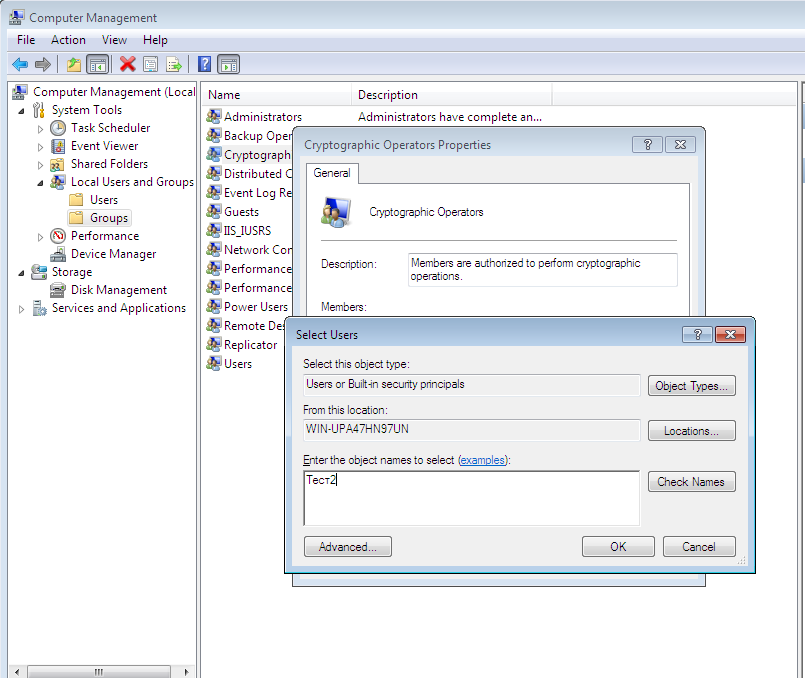 Computer Management
File Action View Help
Computer Management (Local
System Tools
Task Scheduler
Event Viewer
Shared Folders
Local Users and Groups
Users
Groups
Performance
Device Manager
Storage
Disk Management
Services and Applications
Name Description
Administrators Administrators have complete an...
Backup Oper
Cryptograph
Distributed C
Event Log Re
Guests
IIS_IUSRS
Network Con
Performance
Performance
Power Users
Remote Des
Replicator
Users
Cryptographic Operators Properties
General
Cryptographic Operators
Description: Members are authorized to perform cryptographic
operations.
Members:
Select Users
Select this object type:
Users or Built-in security principals Object Types...
From this location:
WIN-UPA47HN97UN Locations...
Enter the object names to select (examples):
Тест2 Check Names
Advanced... OK Cancel